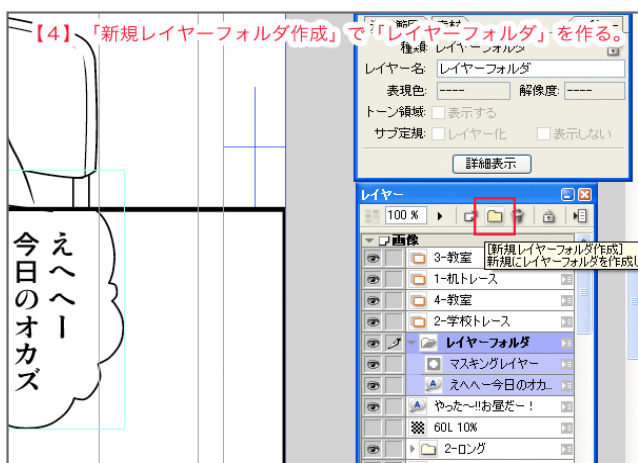 【4】、「新規レイヤーフォルダ作成」で「レイヤーフォルダ」を作る。
種類: レイヤーフォルダ
レイヤー名: レイヤーフォルダ
表現色: ---- 解像度: ----
トーン領域: 表示する
サブ定規: レイヤー化 表示しない
詳細表示
レイヤー
100 %
[新規レイヤーフォルダ作成]
新規にレイヤーフォルダを作成し
画像
3-教室
1-机トレース
4-教室
2-学校トレース
レイヤーフォルダ
マスキングレイヤー
えへへー今日のオカ...
やった〜!!お昼だー!
60L 10%
2-ロング
えへへー
今日のオカズ